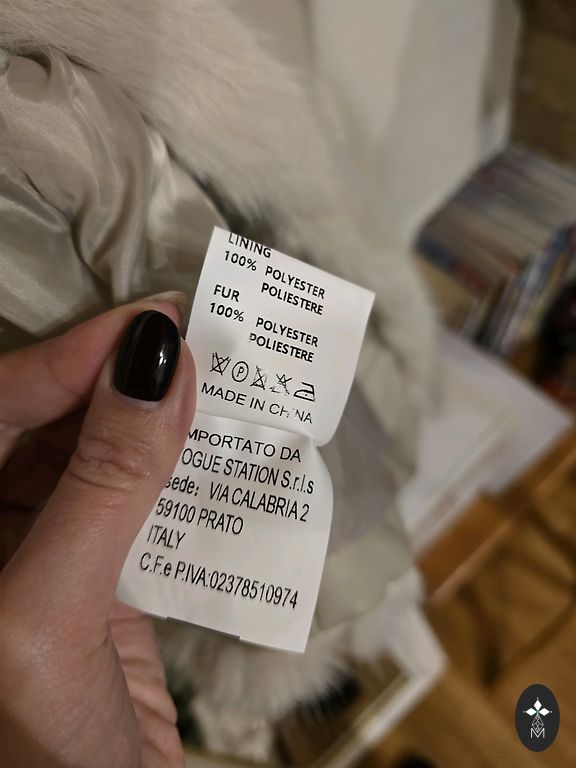 LINING
100% POLYESTER
POLIESTERE
FUR
100% POLYESTER
POLIESTERE
P
MADE IN CHINA
MPORTATO DA
OGUE STATION S.r.l.s
sede: VIA CALABRIA 2
59100 PRATO
ITALY
C.F.e P.IVA:02378510974
M